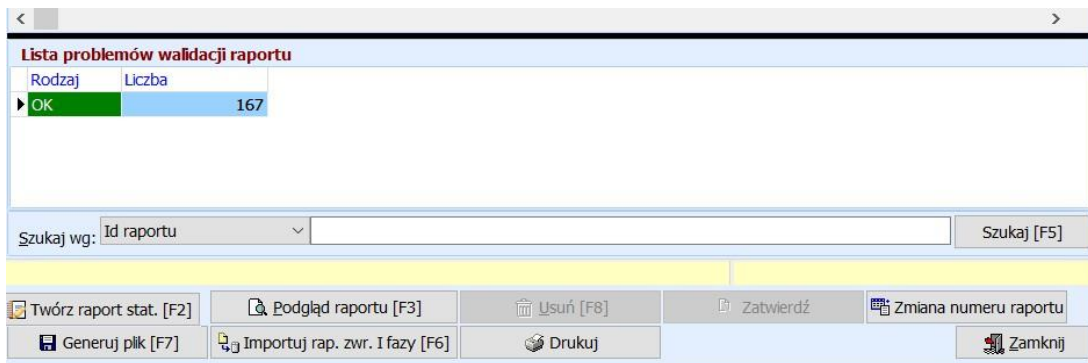 Lista problemów walidacji raportu
Rodzaj Liczba
OK 167
Szukaj wg: Id raportu Szukaj [F5]
Twórz raport stat. [F2] Podgląd raportu [F3] Usuń [F8] Zatwierdź Zmiana numeru raportu
Generuj plik [F7] Importuj rap. zwr. I fazy [F6] Drukuj Zamknij